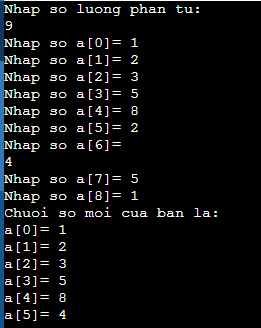 Nhap so luong phan tu:
9
Nhap so a[0]= 1
Nhap so a[1]= 2
Nhap so a[2]= 3
Nhap so a[3]= 5
Nhap so a[4]= 8
Nhap so a[5]= 2
Nhap so a[6]=
4
Nhap so a[7]= 5
Nhap so a[8]= 1
Chuoi so moi cua ban la:
a[0]= 1
a[1]= 2
a[2]= 3
a[3]= 5
a[4]= 8
a[5]= 4